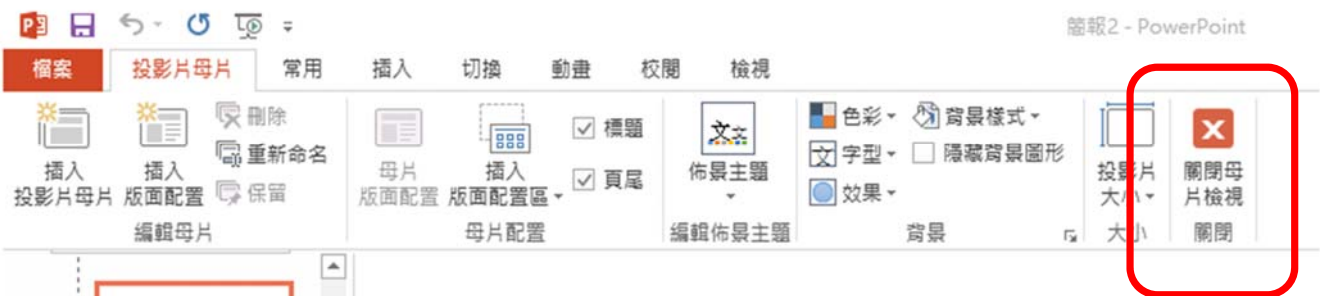 簡報2 - PowerPoint
檔案 投影片母片 常用 插入 切換 動畫 校閱 檢視
插入
投影片母片
插入
版面配置
刪除
重新命名
保留
編輯母片
母片
版面配置
插入
版面配置區
標題
頁尾
母片配置
文文
佈景主題
編輯佈景主題
色彩
文 字型
效果
背景樣式
隱藏背景圖形
背景
投影片
大小
大小
關閉母
片檢視
關閉